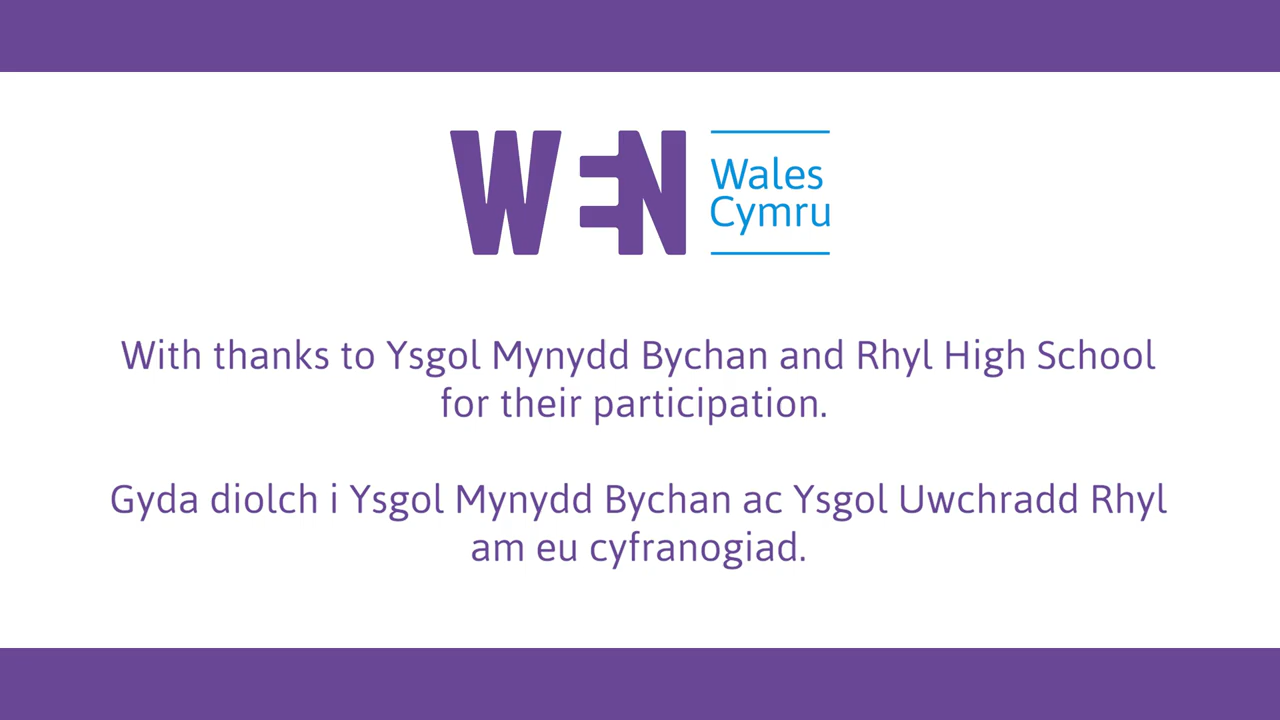 WEN
Wales
Cymru
With thanks to Ysgol Mynydd Bychan and Rhyl High School
for their participation.
Gyda diolch i Ysgol Mynydd Bychan ac Ysgol Uwchradd Rhyl
am eu cyfranogiad.